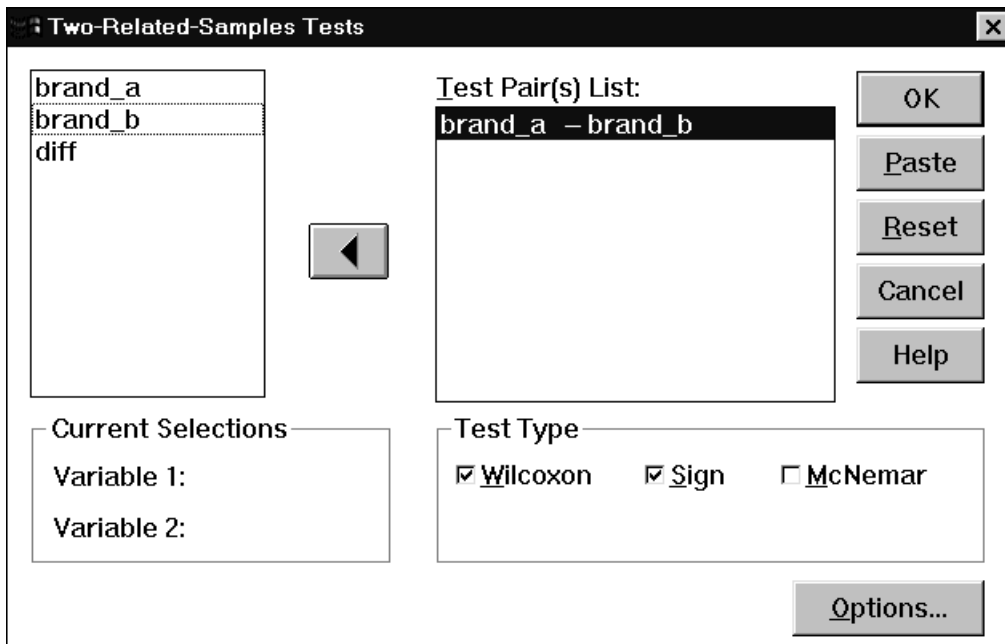 Two-Related-Samples Tests
brand_a
brand_b
diff
Test Pair(s) List:
brand_a – brand_b
OK
Paste
Reset
Cancel
Help
Current Selections
Variable 1:
Variable 2:
Test Type
Wilcoxon Sign McNemar
Options...